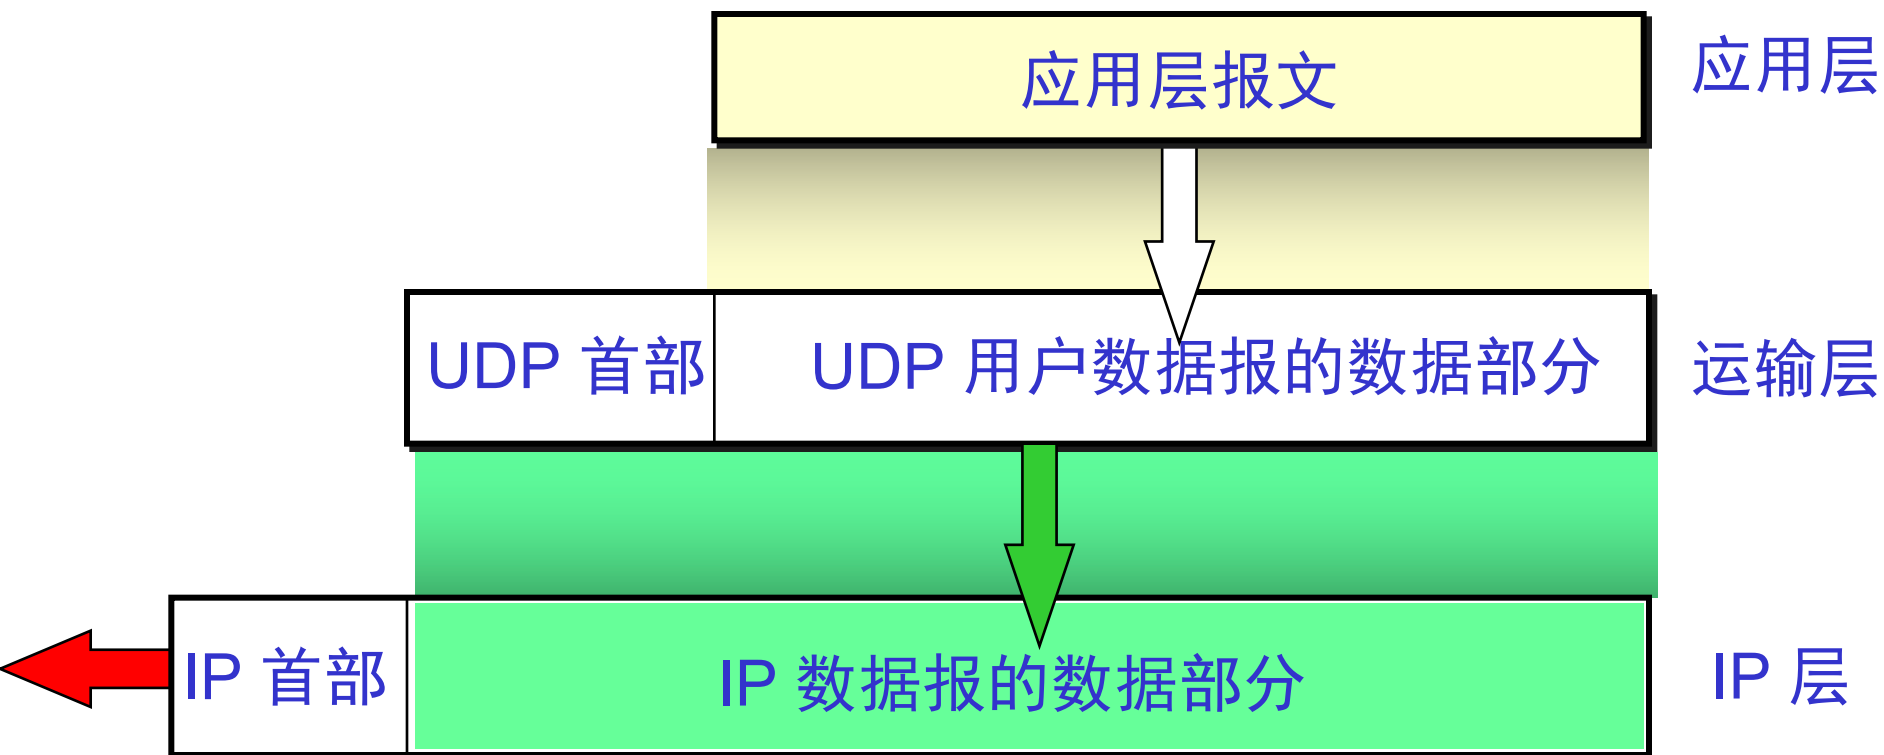 应用层报文
应用层
UDP 首部
UDP 用户数据报的数据部分
运输层
IP 首部
IP 数据报的数据部分
IP 层